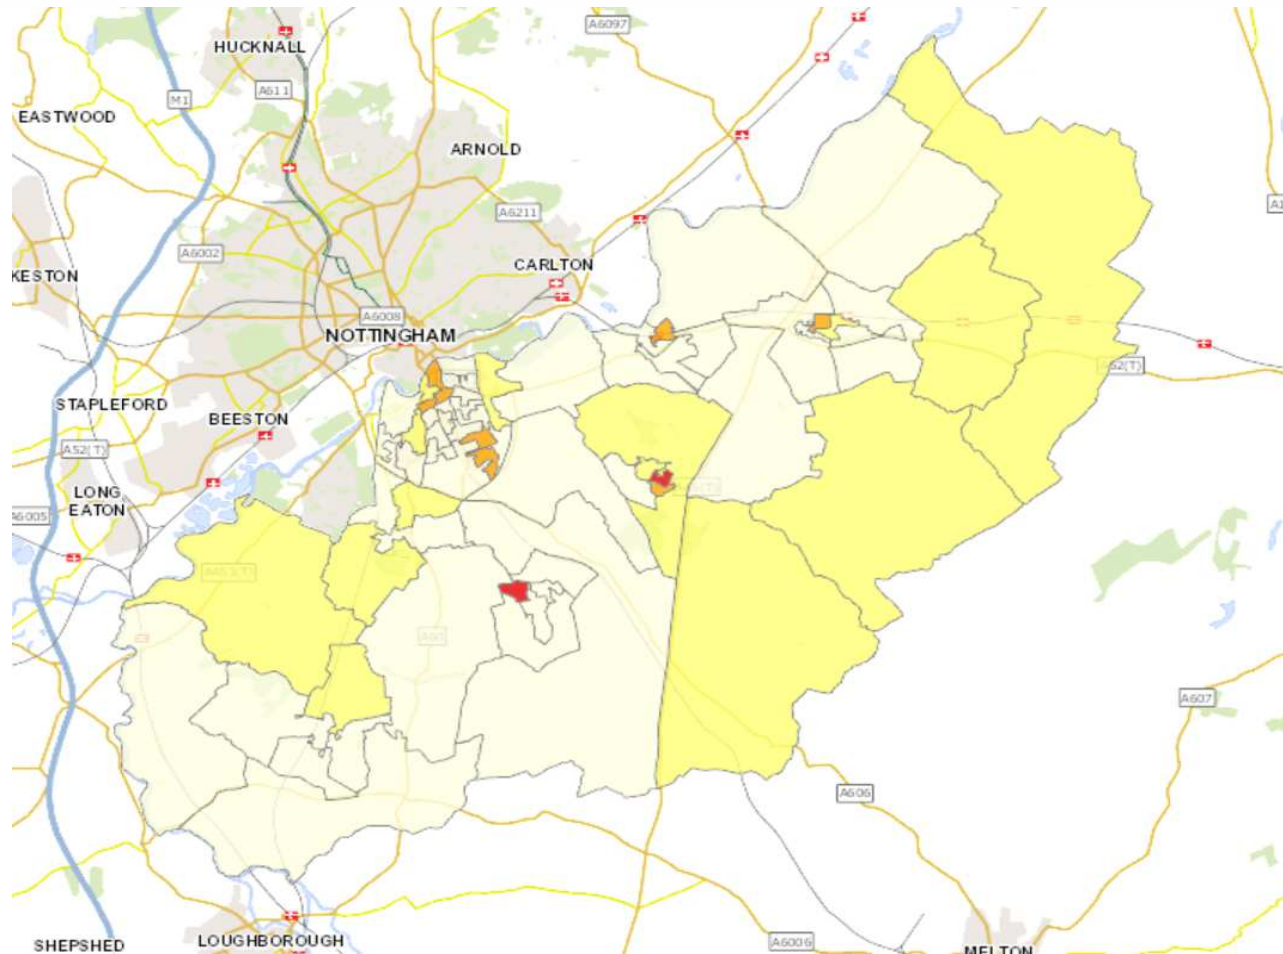 A6097
HUCKNALL
A611
M1
EASTWOOD
ARNOLD
A6211
A6002
CARLTON
KESTON
A6008
NOTTINGHAM
A52(T)
STAPLEFORD
BEESTON
A52(T)
LONG
EATON
A6005
A453(T)
A60
A607
A606
SHEPSHED
LOUGHBOROUGH
A6006
MELTON